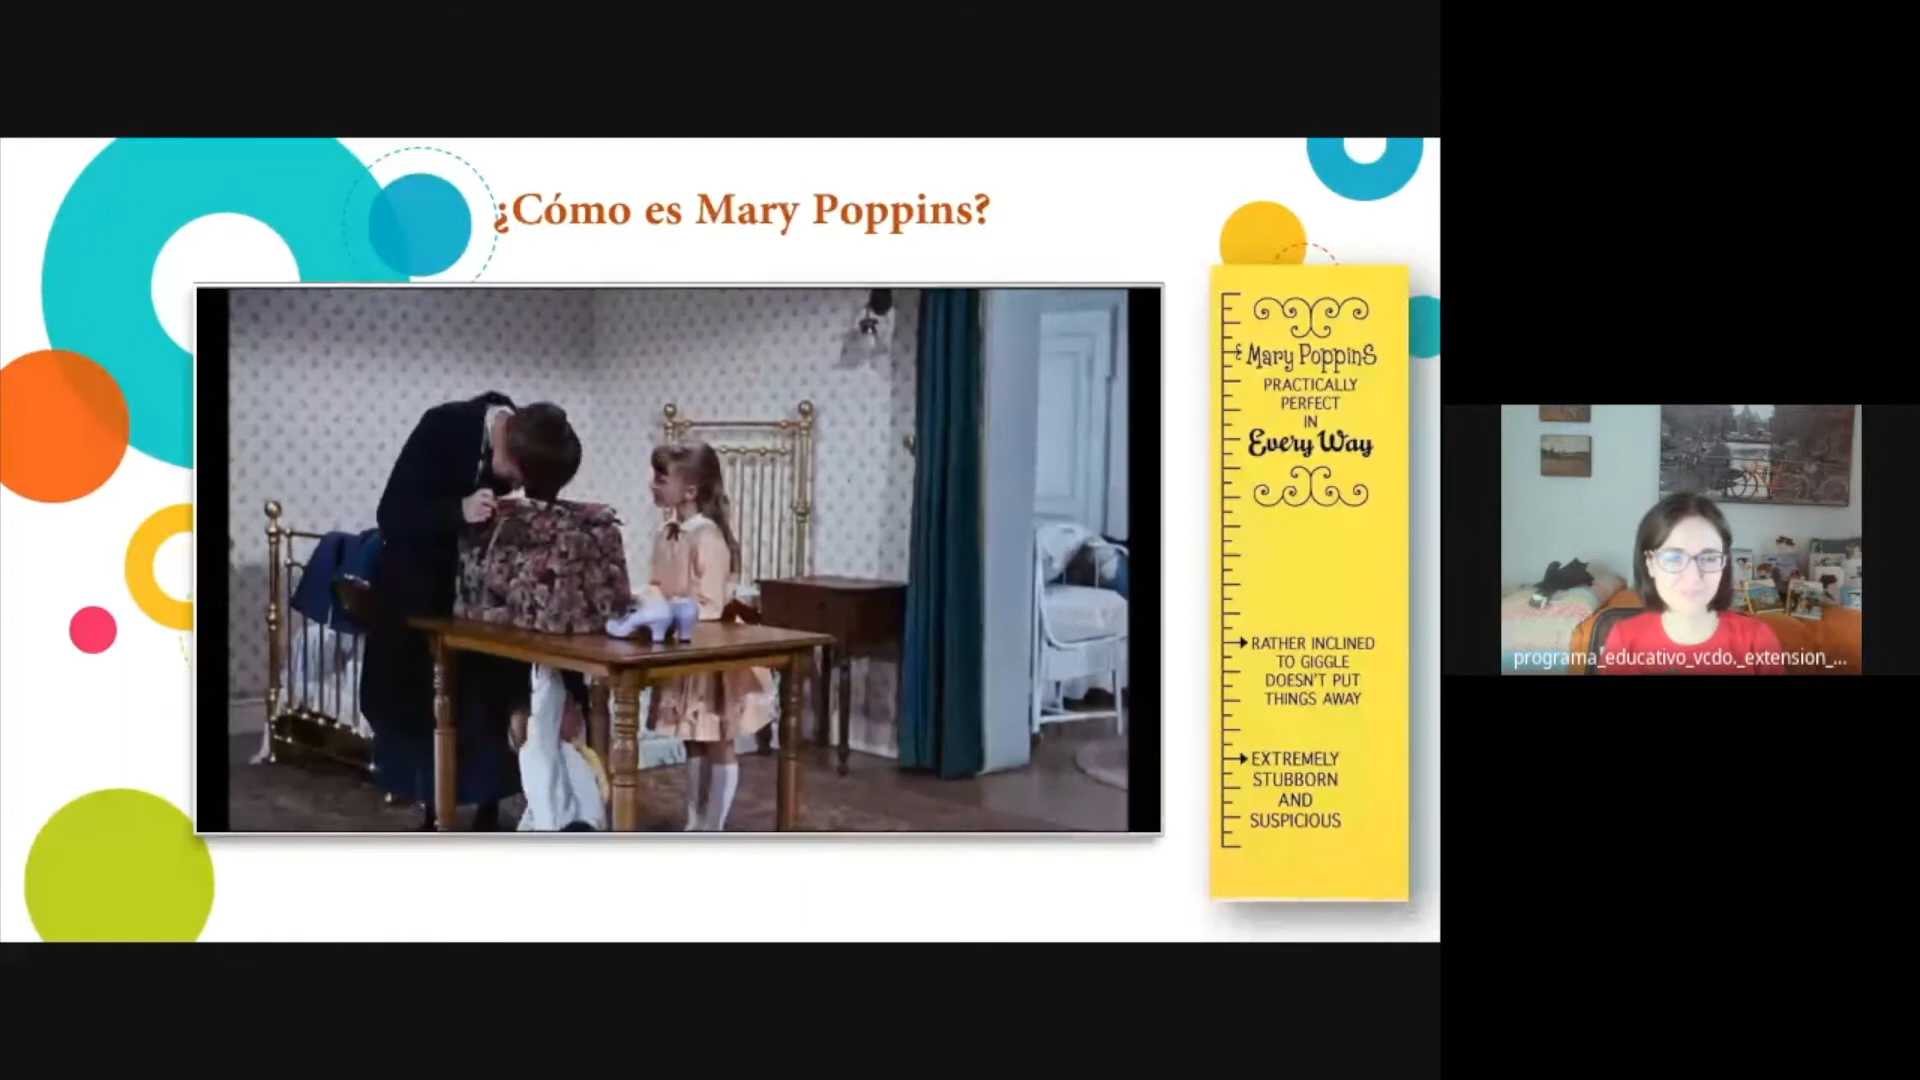 ¿Cómo es Mary Poppins?
Mary Poppins
PRACTICALLY
PERFECT
IN
Every Way
RATHER INCLINED
TO GIGGLE
DOESN'T PUT
THINGS AWAY
EXTREMELY
STUBBORN
AND
SUSPICIOUS
programa_educativo_vcdo._extension_...